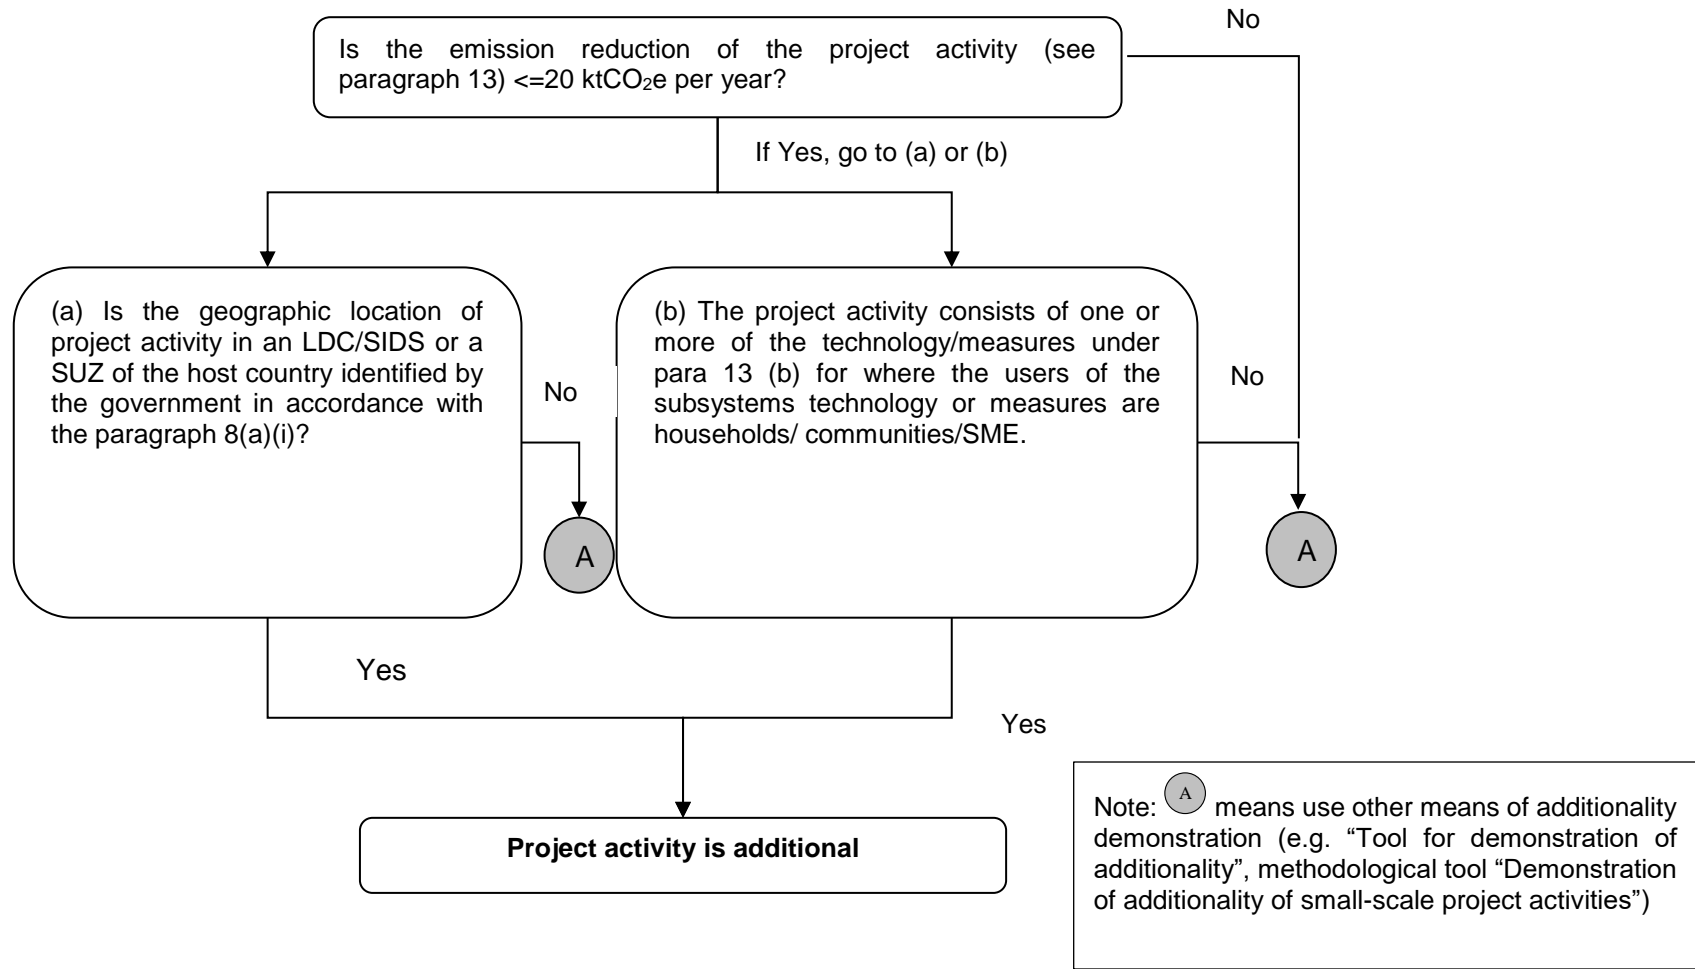 No
Is the emission reduction of the project activity (see
paragraph 13) <=20 ktCO₂e per year?
If Yes, go to (a) or (b)
(a) Is the geographic location of
project activity in an LDC/SIDS or a
SUZ of the host country identified by
the government in accordance with
the paragraph 8(a)(i)?
No
(b) The project activity consists of one or
more of the technology/measures under
para 13 (b) for where the users of the
subsystems technology or measures are
households/ communities/SME.
No
A
A
Yes
Yes
Project activity is additional
Note: A means use other means of additionality
demonstration (e.g. “Tool for demonstration of
additionality”, methodological tool “Demonstration
of additionality of small-scale project activities”)